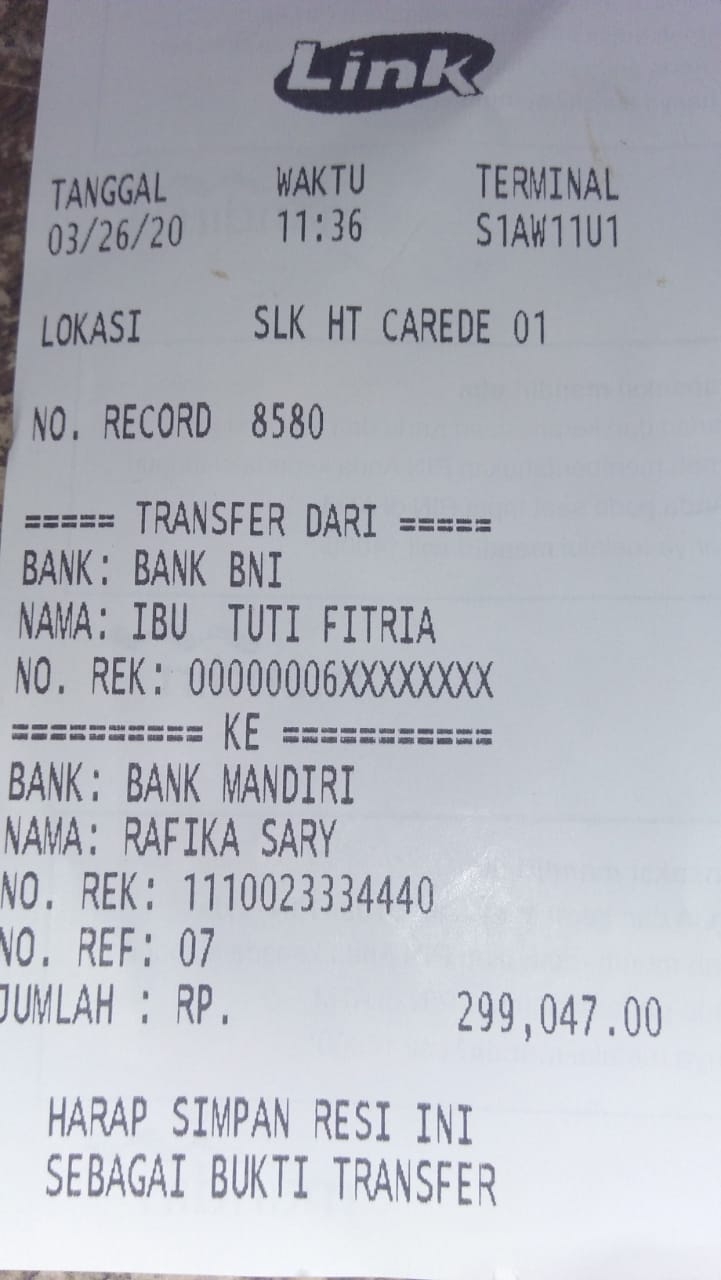 Link
TANGGAL WAKTU TERMINAL
03/26/20 11:36 S1AW11U1
LOKASI SLK HT CAREDE 01
NO. RECORD 8580
===== TRANSFER DARI =====
BANK: BANK BNI
NAMA: IBU TUTI FITRIA
NO. REK: 00000006XXXXXXXX
========== KE ===========
BANK: BANK MANDIRI
NAMA: RAFIKA SARY
NO. REK: 1110023334440
NO. REF: 07
JUMLAH : RP. 299,047.00
HARAP SIMPAN RESI INI
SEBAGAI BUKTI TRANSFER